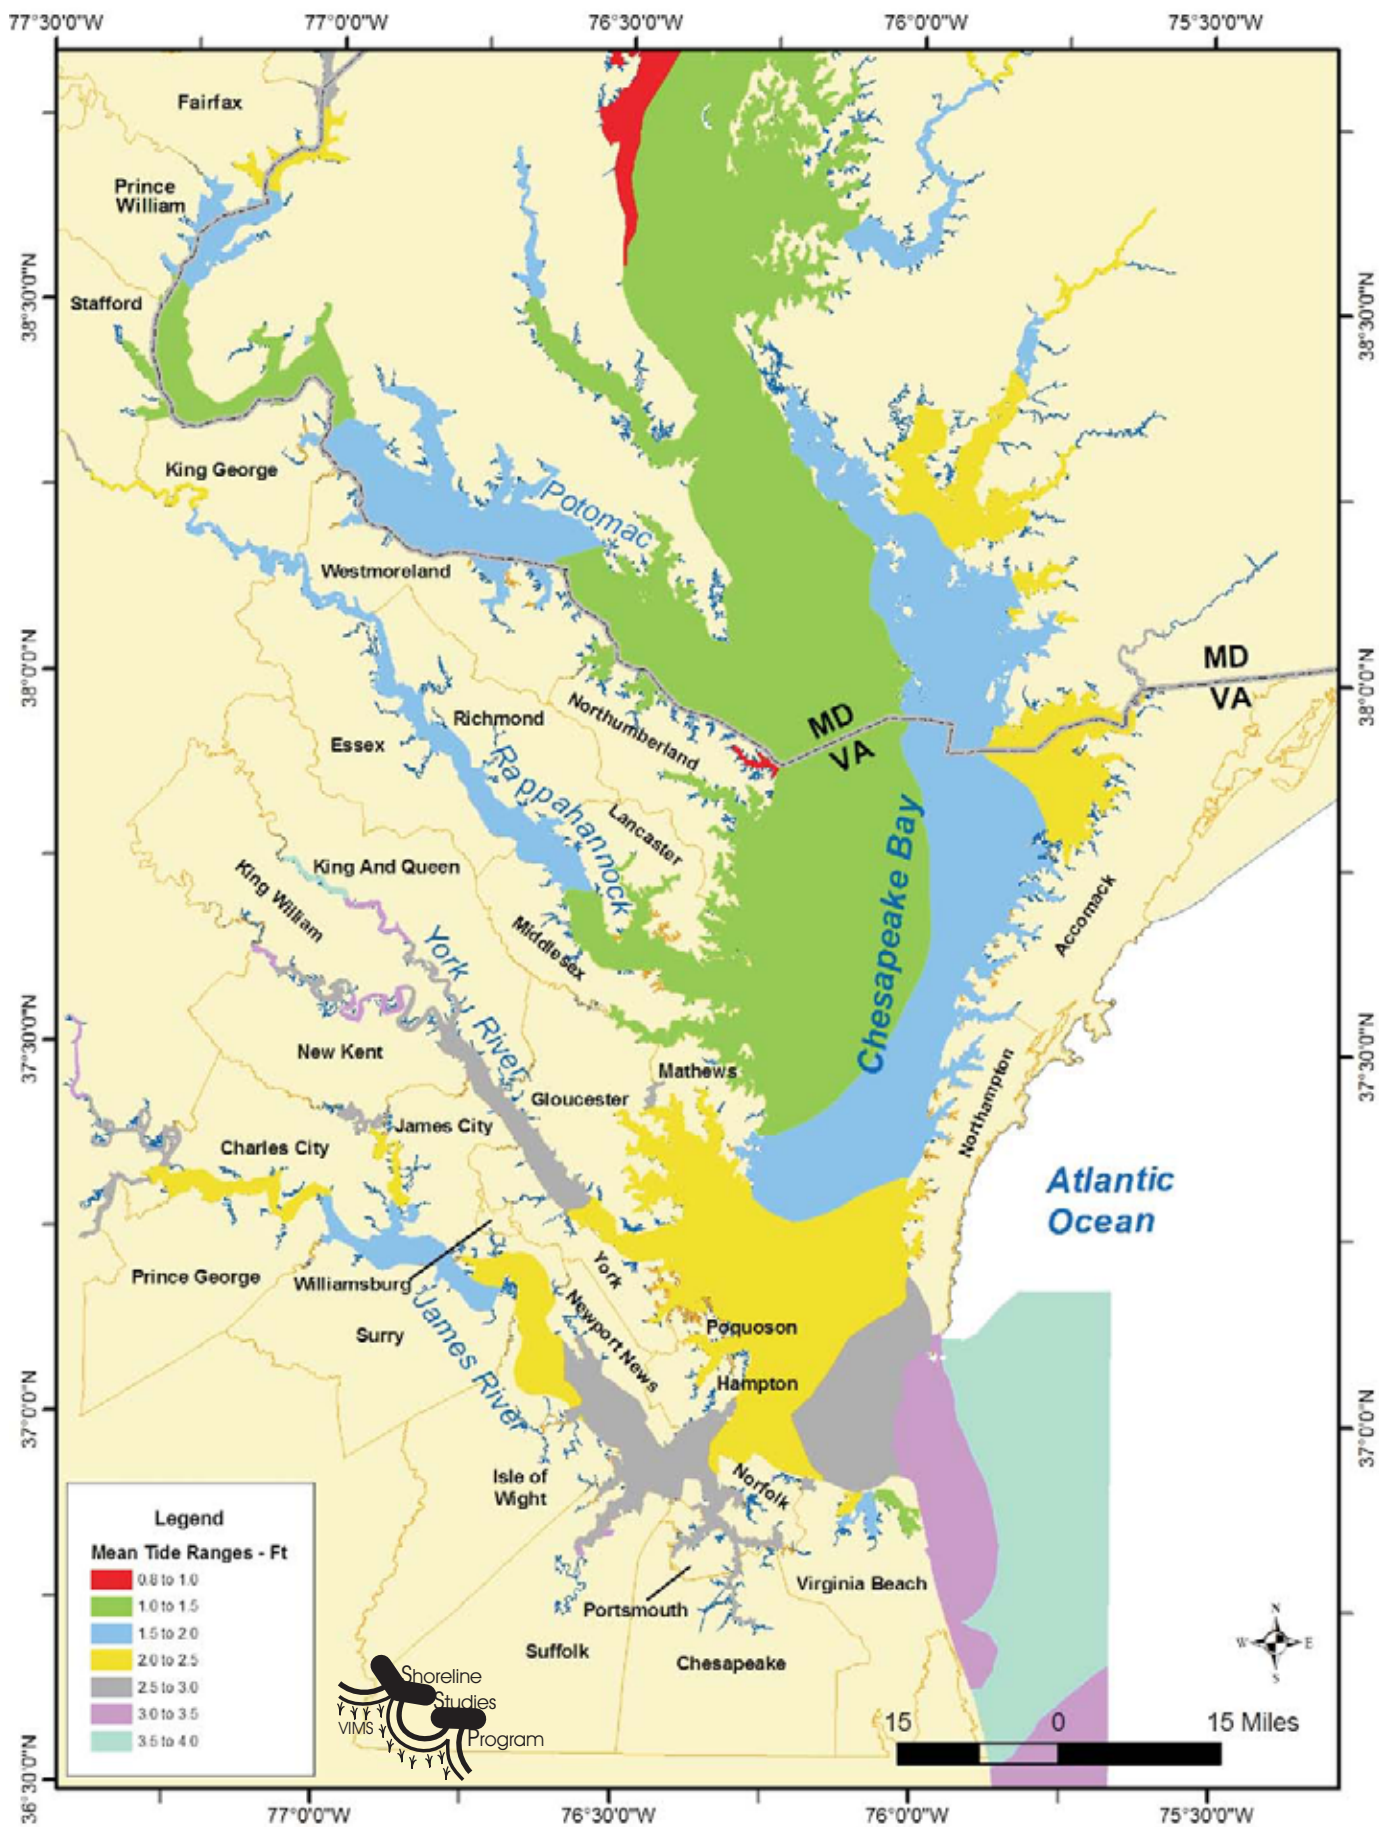 77°30'0"W
77°0'0"W
76°30'0"W
76°0'0"W
75°30'0"W
Fairfax
Prince
William
Stafford
38°30'0"N
38°30'0"N
King George
Potomac
Westmoreland
38°0'0"N
38°0'0"N
MD
VA
Richmond
Northumberland
MD
VA
Essex
Rappahannock
Lancaster
Chesapeake Bay
King And Queen
King William
Accomack
York River
Middlesex
37°30'0"N
37°30'0"N
New Kent
Mathews
Gloucester
Northampton
James City
Charles City
Atlantic
Ocean
Prince George
Williamsburg
York
James River
Newport News
Surry
Poquoson
Hampton
37°0'0"N
37°0'0"N
Isle of
Wight
Norfolk
Virginia Beach
Portsmouth
Suffolk
Chesapeake
Legend
Mean Tide Ranges - Ft
0.8 to 1.0
1.0 to 1.5
1.5 to 2.0
2.0 to 2.5
2.5 to 3.0
3.0 to 3.5
3.5 to 4.0
Shoreline
Studies
Program
VIMS
N
W
E
S
15
0
15 Miles
36°30'0"N
77°0'0"W
76°30'0"W
76°0'0"W
75°30'0"W